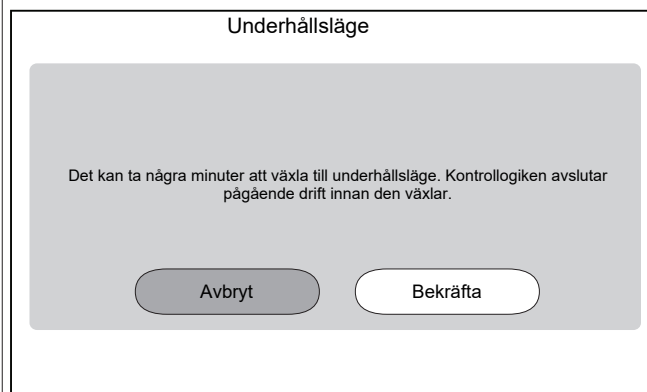 Underhållsläge
Det kan ta några minuter att växla till underhållsläge. Kontrollogiken avslutar
pågående drift innan den växlar.
Avbryt
Bekräfta